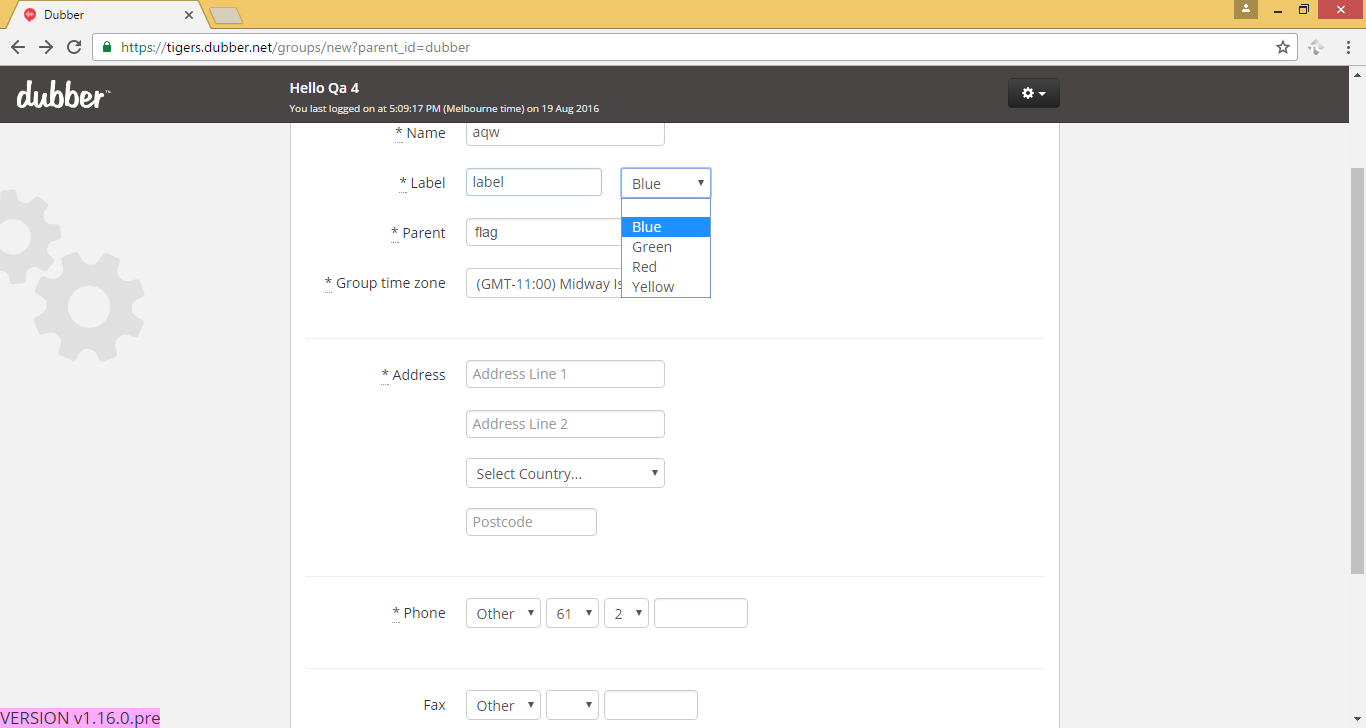 Dubber
https://tigers.dubber.net/groups/new?parent_id=dubber
dubber™
Hello Qa 4
You last logged on at 5:09:17 PM (Melbourne time) on 19 Aug 2016
* Name aqw
* Label label Blue
Blue
* Parent flag
Green
Red
* Group time zone (GMT-11:00) Midway Is
Yellow
* Address Address Line 1
Address Line 2
Select Country...
Postcode
* Phone Other 61 2
Fax Other
VERSION v1.16.0.pre